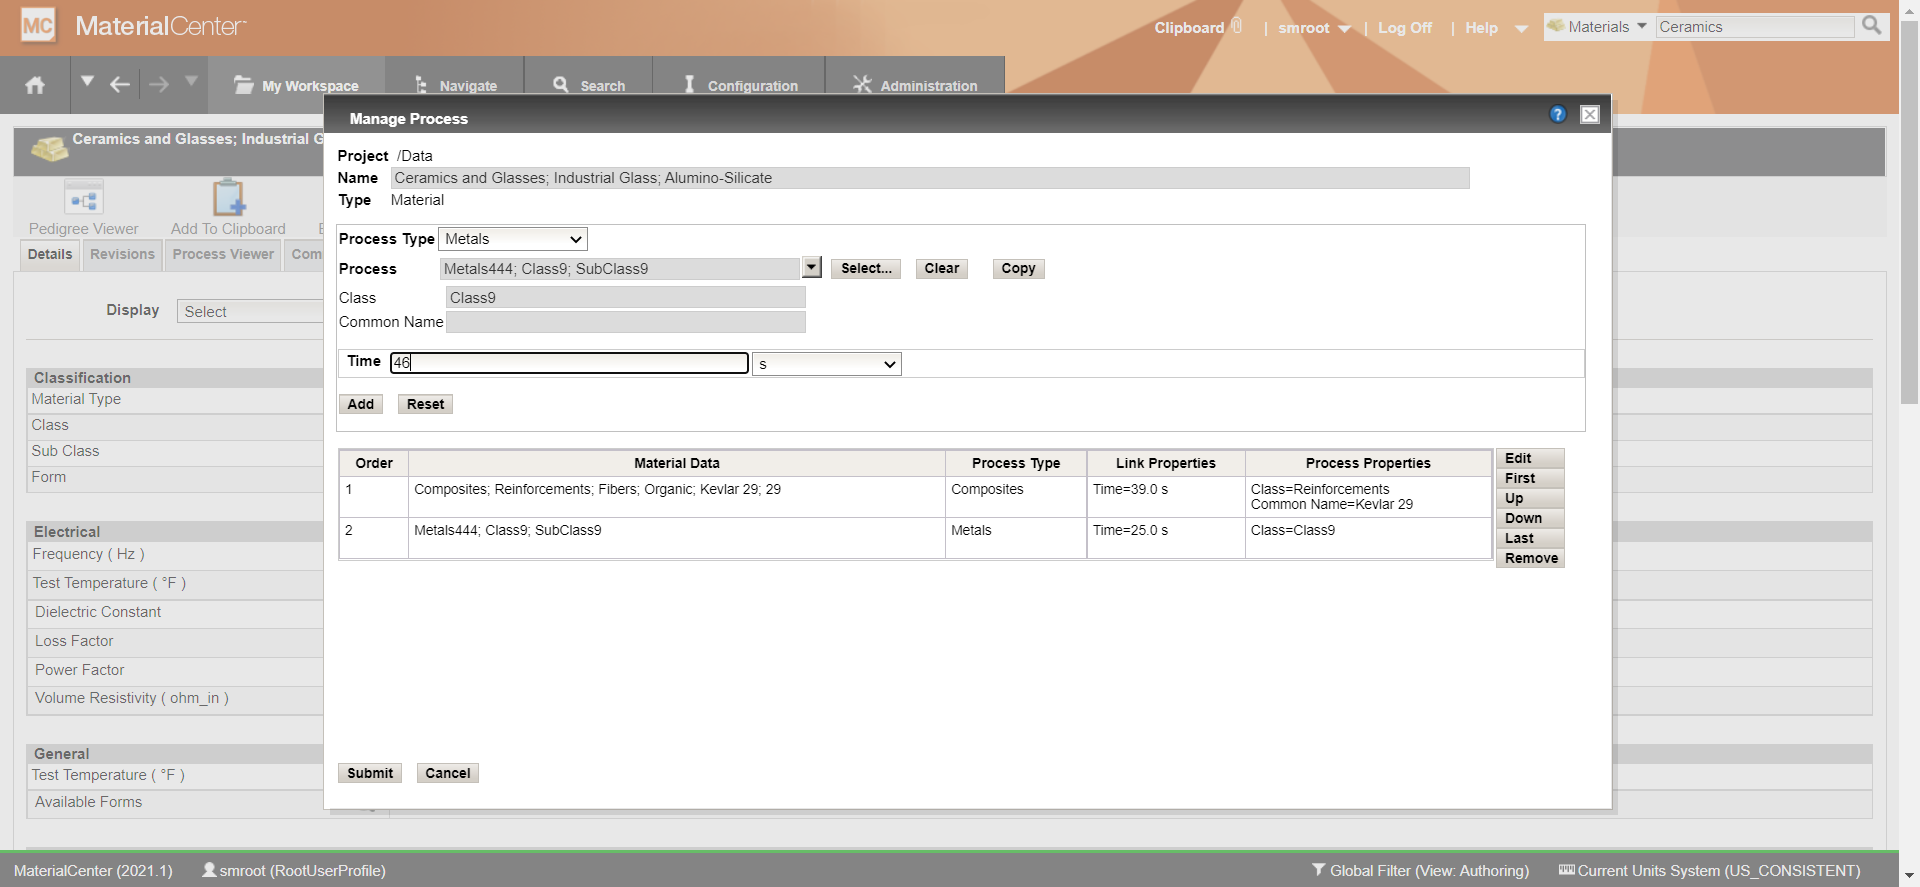 MC MaterialCenter
Clipboard | smroot | Log Off | Help Materials Ceramics
My Workspace Navigate Search Configuration Administration
Ceramics and Glasses; Industrial G
Pedigree Viewer Add To Clipboard
Details Revisions Process Viewer Com
Display Select
Classification
Material Type
Class
Sub Class
Form
Electrical
Frequency ( Hz )
Test Temperature ( °F )
Dielectric Constant
Loss Factor
Power Factor
Volume Resistivity ( ohm_in )
General
Test Temperature ( °F )
Available Forms
Manage Process ?
Project /Data
Name Ceramics and Glasses; Industrial Glass; Alumino-Silicate
Type Material
Process Type Metals
Process Metals444; Class9; SubClass9 Select... Clear Copy
Class Class9
Common Name
Time 46 s
Add Reset
Order Material Data Process Type Link Properties Process Properties
1 Composites; Reinforcements; Fibers; Organic; Kevlar 29; 29 Composites Time=39.0 s Class=Reinforcements
Common Name=Kevlar 29
2 Metals444; Class9; SubClass9 Metals Time=25.0 s Class=Class9
Edit
First
Up
Down
Last
Remove
Submit Cancel
MaterialCenter (2021.1) smroot (RootUserProfile) Global Filter (View: Authoring) Current Units System (US_CONSISTENT)